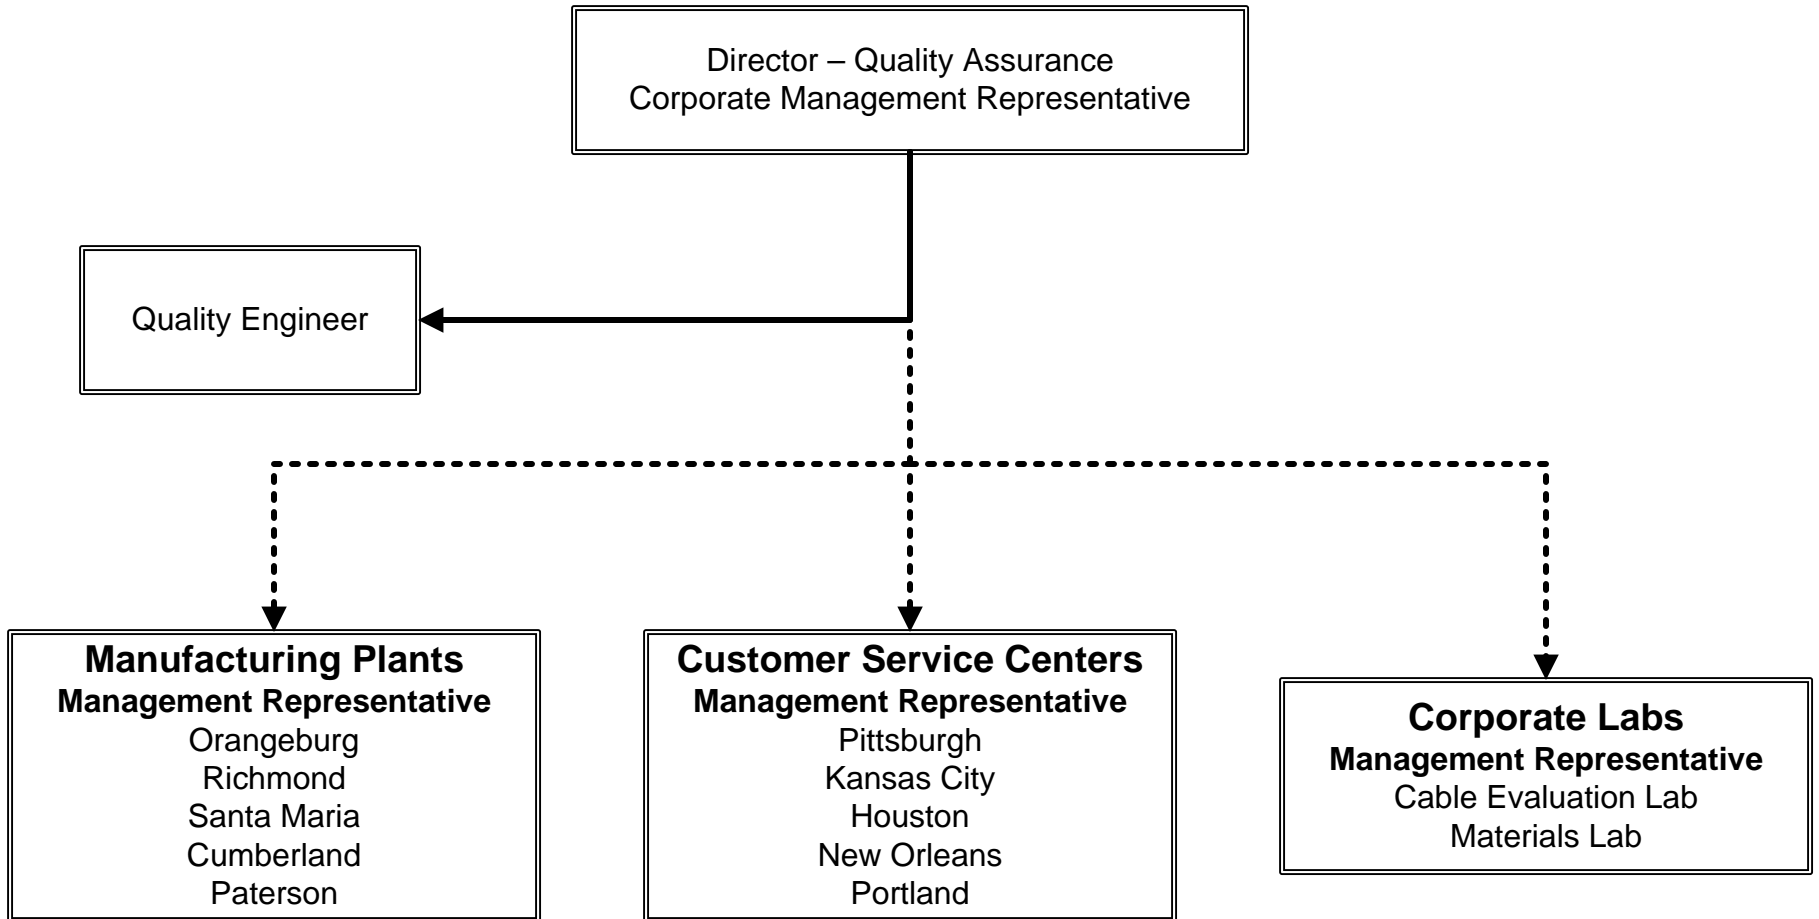 Director – Quality Assurance
Corporate Management Representative
Quality Engineer
Manufacturing Plants
Management Representative
Orangeburg
Richmond
Santa Maria
Cumberland
Paterson
Customer Service Centers
Management Representative
Pittsburgh
Kansas City
Houston
New Orleans
Portland
Corporate Labs
Management Representative
Cable Evaluation Lab
Materials Lab